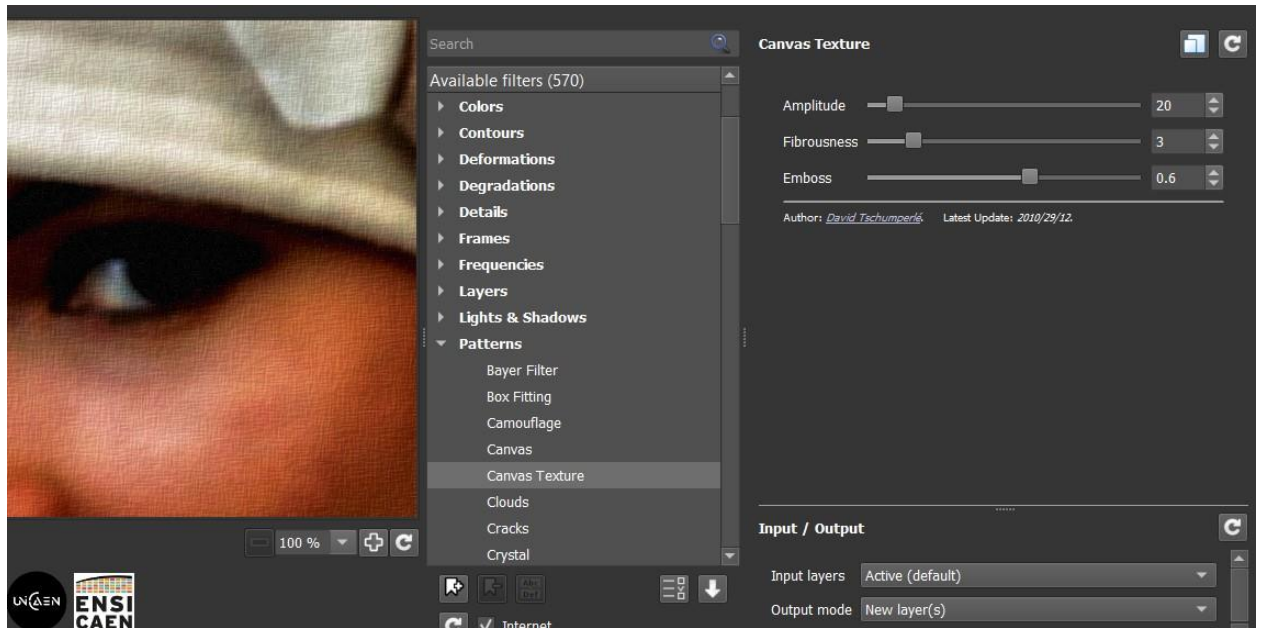 Search
Available filters (570)
Colors
Contours
Deformations
Degradations
Details
Frames
Frequencies
Layers
Lights & Shadows
Patterns
Bayer Filter
Box Fitting
Camouflage
Canvas
Canvas Texture
Clouds
Cracks
Crystal
Abc
Def
Internet
100 %
UNICAEN
ENSI
CAEN
Canvas Texture
Amplitude 20
Fibrousness 3
Emboss 0.6
Author: David Tschumperlé. Latest Update: 2010/29/12.
Input / Output
Input layers Active (default)
Output mode New layer(s)